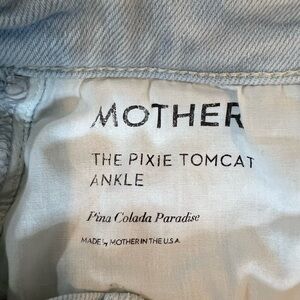 MOTHER
THE PIXIE TOMCAT
ANKLE
Pina Colada Paradise
MADE by MOTHER IN THE U.S.A.